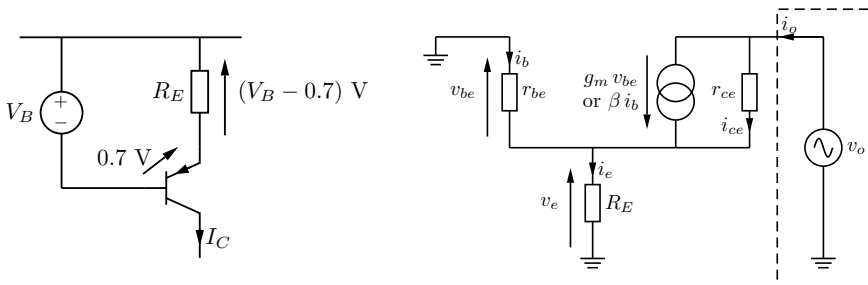 V_B
+
−
R_E
(V_B − 0.7) V
0.7 V
I_C
v_be
i_b
r_be
g_m v_be
or β i_b
r_ce
i_ce
i_o
v_o
v_e
i_e
R_E